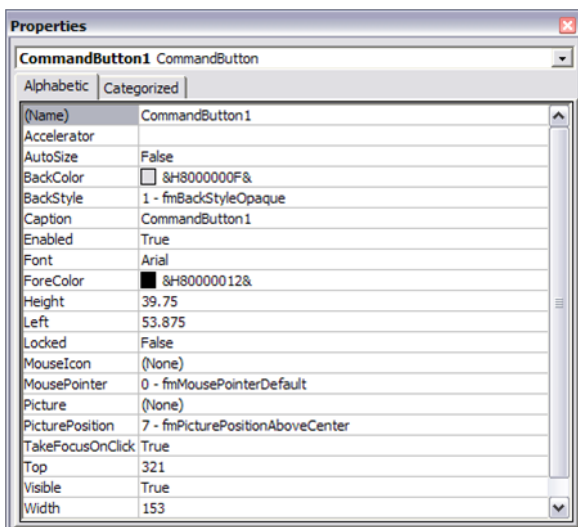 Properties
CommandButton1 CommandButton
Alphabetic Categorized
(Name) CommandButton1
Accelerator
AutoSize False
BackColor &H8000000F&
BackStyle 1 - fmBackStyleOpaque
Caption CommandButton1
Enabled True
Font Arial
ForeColor &H80000012&
Height 39.75
Left 53.875
Locked False
MouseIcon (None)
MousePointer 0 - fmMousePointerDefault
Picture (None)
PicturePosition 7 - fmPicturePositionAboveCenter
TakeFocusOnClick True
Top 321
Visible True
Width 153